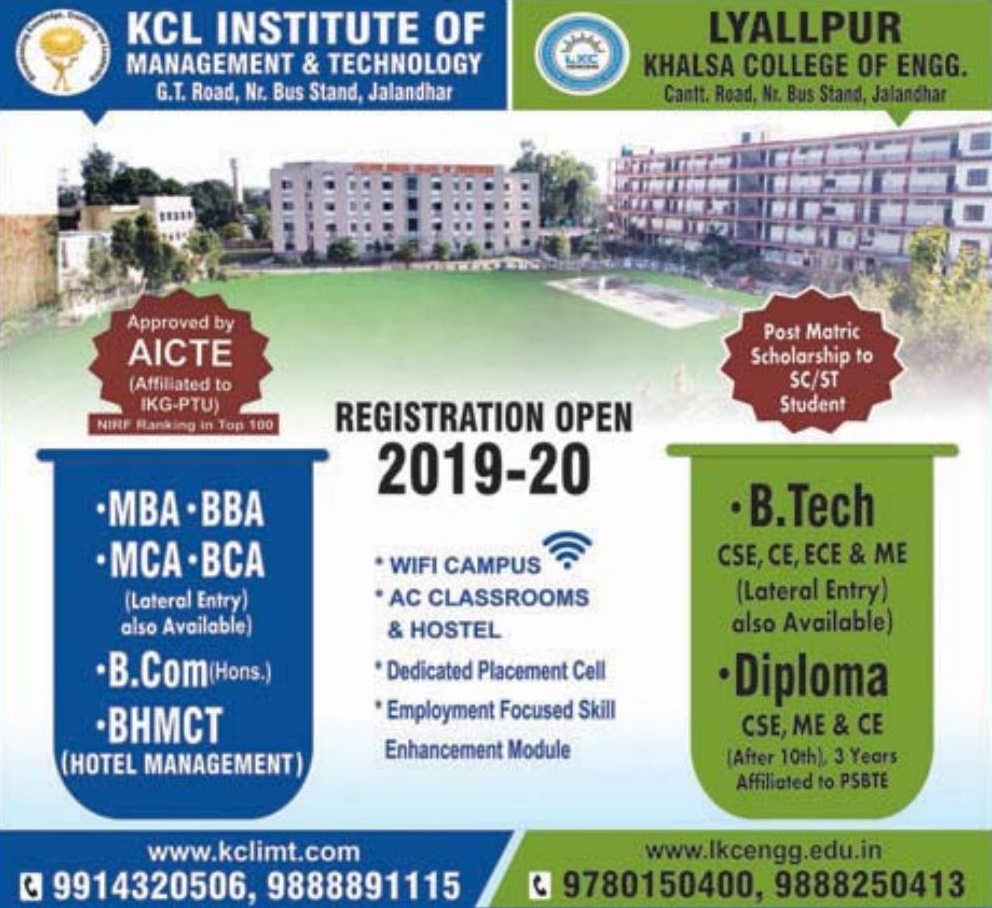 KCL INSTITUTE OF
MANAGEMENT & TECHNOLOGY
G.T. Road, Nr. Bus Stand, Jalandhar
LKC
LYALLPUR
KHALSA COLLEGE OF ENGG.
Cantt. Road, Nr. Bus Stand, Jalandhar
Approved by
AICTE
(Affiliated to
IKG-PTU)
NIRF Ranking in Top 100
Post Matric
Scholarship to
SC/ST
Student
REGISTRATION OPEN
2019-20
•MBA •BBA
•MCA •BCA
(Lateral Entry)
also Available)
•B.Com(Hons.)
•BHMCT
(HOTEL MANAGEMENT)
* WIFI CAMPUS
* AC CLASSROOMS
& HOSTEL
* Dedicated Placement Cell
* Employment Focused Skill
Enhancement Module
•B.Tech
CSE, CE, ECE & ME
(Lateral Entry)
also Available)
•Diploma
CSE, ME & CE
(After 10th), 3 Years
Affiliated to PSBTE
www.kclimt.com
9914320506, 9888891115
www.lkcengg.edu.in
9780150400, 9888250413